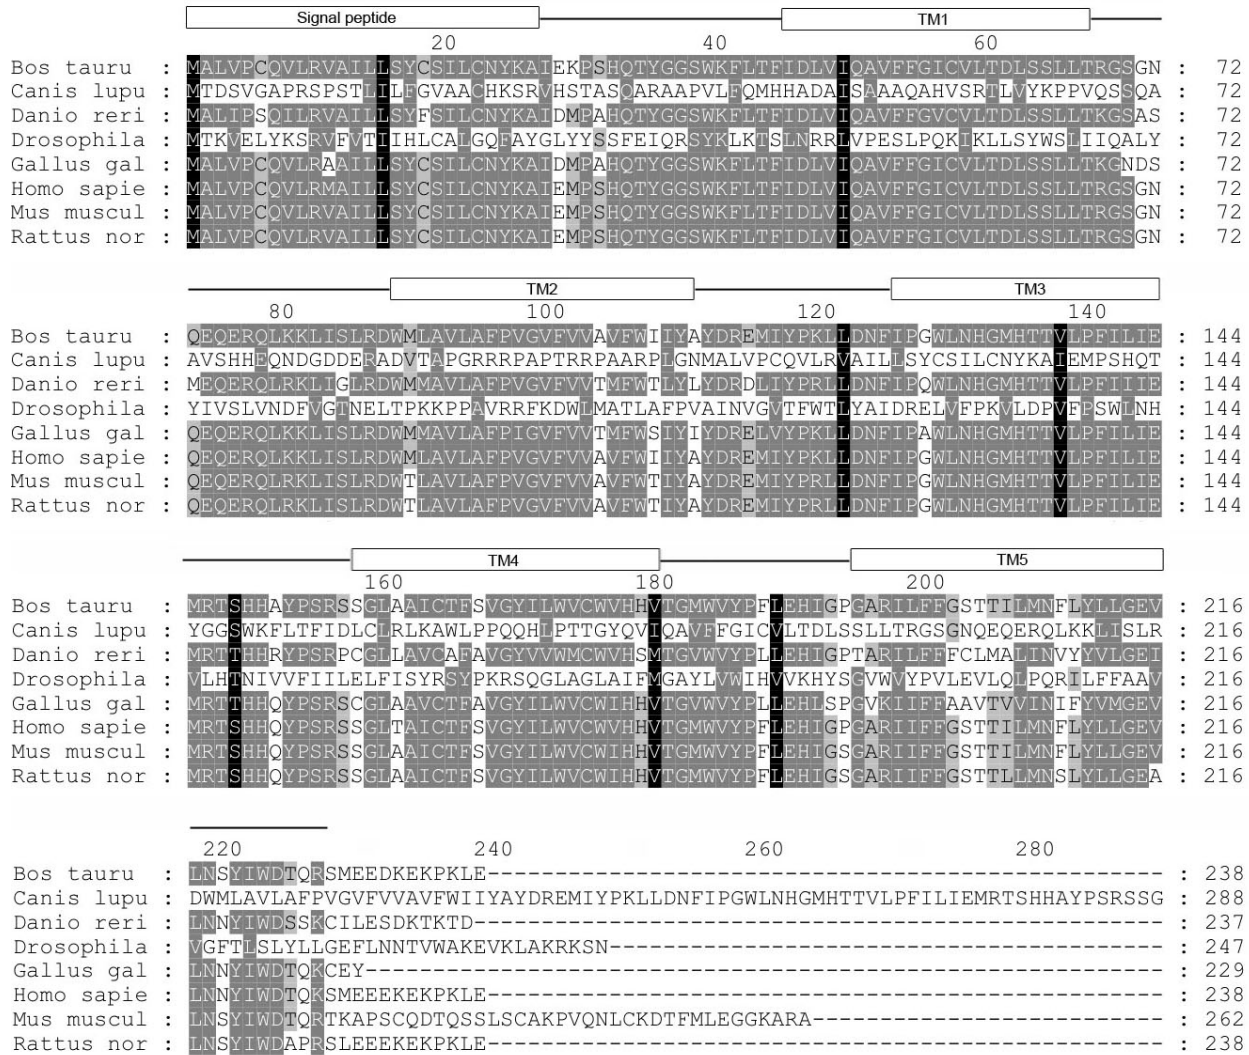 Signal peptide TM1
20 40 60
Bos tauru : MALVPCQVLRVAILLSYCSILCNYKAIEKPSHQTYGGSWKFLTFIDLVIQAVFFGICVLTDLSSLLTRGSGN : 72
Canis lupu : MTDSVGAPRSPSTLILFGVAACHKSRVHSTASQARAAPVLFQMHHADAISAAAQAHVSRTLVYKPPVQSSQA : 72
Danio reri : MALIPSQILRVAILLSYFSILCNYKAIDMPAHQTYGGSWKFLTFIDLVIQAVFFGVCVLTDLSSLLTKGSAS : 72
Drosophila : MTKVELYKSRVFVTIIHLCALGQFAYGLYYSSFEIQRSYKLKTSLNRRLVPESLPQKIKLLSYWSLIIQALY : 72
Gallus gal : MALVPCQVLRAAILLSYCSILCNYKAIDMPAHQTYGGSWKFLTFIDLVIQAVFFGICVLTDLSSLLTKGNDS : 72
Homo sapie : MALVPCQVLRMAILLSYCSILCNYKAIEMPSHQTYGGSWKFLTFIDLVIQAVFFGICVLTDLSSLLTRGSGN : 72
Mus muscul : MALVPCQVLRVAILLSYCSILCNYKAIEMPSHQTYGGSWKFLTFIDLVIQAVFFGICVLTDLSSLLTRGSGN : 72
Rattus nor : MALVPCQVLRVAILLSYCSILCNYKAIEMPSHQTYGGSWKFLTFIDLVIQAVFFGICVLTDLSSLLTRGSGN : 72
TM2 TM3
80 100 120 140
Bos tauru : QEQERQLKKLISLRDWMLAVLAFPVGVFVVAVFWIIYAYDREMIYPKLLDNFIPGWLNHGMHTTVLPFILIE : 144
Canis lupu : AVSHHEQNDGDDERADVTAPGRRRPAPTRRPAARPLGNMALVPCQVLRVAILLSYCSILCNYKAIEMPSHQT : 144
Danio reri : MEQERQLRKLIGLRDWMMAVLAFPVGVFVVTMFWTLYLYDRDLIYPRLLDNFIPQWLNHGMHTTVLPFILIE : 144
Drosophila : YIVSLVNDFVGTNELTPKKPPAVRRFKDWLMATLAFPVAINVGVTFWTLYAIDRELVFPKVLDPVFPSWLNH : 144
Gallus gal : QEQERQLKKLISLRDWMMAVLAFPIGVFVVTMFWSIYIYDRELVYPKLLDNFIPAWLNHGMHTTVLPFILIE : 144
Homo sapie : QEQERQLKKLISLRDWMLAVLAFPVGVFVVAVFWIIYAYDREMIYPKLLDNFIPGWLNHGMHTTVLPFILIE : 144
Mus muscul : QEQERQLRKLISLRDWTLAVLAFPVGVFVVAVFWTIYAYDREMIYPRLLDNFIPGWLNHGMHTTVLPFILIE : 144
Rattus nor : QEQERQLRKLISLRDWTLAVLAFPVGVFVVAVFWTIYAYDREMIYPRLLDNFIPGWLNHGMHTTVLPFILIE : 144
TM4 TM5
160 180 200
Bos tauru : MRTSHHAYPSRSSGLAAICTFSVGYILWVCWVHHVTGMWVYPFLEHIGPGARILFFGSTTILMNFLYLLGEV : 216
Canis lupu : YGGSWKFLTFIDLCLRLKAWLPPQQHLPTTGYQVIQAVFFGICVLTDLSSLLTRGSGNQEQERQLKKLISLR : 216
Danio reri : MRTTHHRYPSRPCGLLAVCAFAVGYVVWMCWVHSMTGVWVYPLLEHIGPTARILFFFCLMALINVYYVLGEI : 216
Drosophila : VLHTNIVVFIILELFISYRSYPKRSQGLAGLAIFMGAYLVWIHVVKHYSGVWVYPVLEVLQLPQRILFFAAV : 216
Gallus gal : MRTTHHQYPSRSCGLAAVCTFAVGYILWVCWIHHVTGVWVYPLLEHLSPGVKIIFFAAVTVVINIFYVMGEV : 216
Homo sapie : MRTSHHQYPSRSSGLTAICTFSVGYILWVCWVHHVTGMWVYPFLEHIGPGARIIFFGSTTILMNFLYLLGEV : 216
Mus muscul : MRTSHHQYPSRSSGLAAICTFSVGYILWVCWIHHVTGMWVYPFLEHIGSGARIIFFGSTTILMNFLYLLGEV : 216
Rattus nor : MRTSHHQYPSRSSGLAAICTFSVGYILWVCWIHHVTGMWVYPFLEHIGSGARIIFFGSTTLLMNSLYLLGEA : 216
220 240 260 280
Bos tauru : LNSYIWDTQRSMEEDKEKPKLE-------------------------------------------------- : 238
Canis lupu : DWMLAVLAFPVGVFVVAVFWIIYAYDREMIYPKLLDNFIPGWLNHGMHTTVLPFILIEMRTSHHAYPSRSSG : 288
Danio reri : LNNYIWDSSKCILESDKTKTD--------------------------------------------------- : 237
Drosophila : VGFTLSLYLLGEFLNNTVWAKEVKLAKRKSN----------------------------------------- : 247
Gallus gal : LNNYIWDTQKCEY----------------------------------------------------------- : 229
Homo sapie : LNNYIWDTQKSMEEEKEKPKLE-------------------------------------------------- : 238
Mus muscul : LNSYIWDTQRTKAPSCQDTQSSLSCAKPVQNLCKDTFMLEGGKARA-------------------------- : 262
Rattus nor : LNSYIWDAPRSLEEEKEKPKLE-------------------------------------------------- : 238